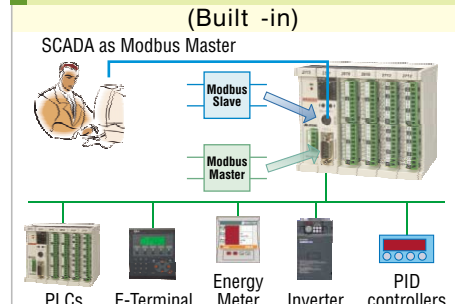 (Built -in)
SCADA as Modbus Master
Modbus
Slave
Modbus
Master
PLCs
E-Terminal
Energy
Meter
Inverter
PID
controllers